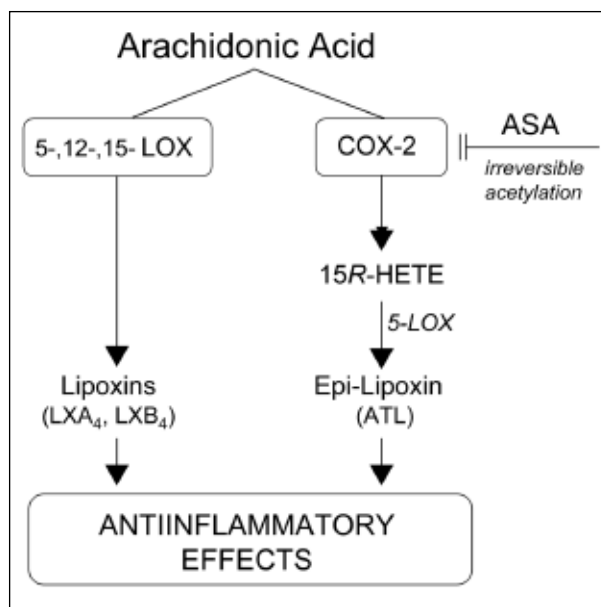 Arachidonic Acid
5-,12-,15- LOX
COX-2
ASA
irreversible
acetylation
15R-HETE
5-LOX
Lipoxins
(LXA₄, LXB₄)
Epi-Lipoxin
(ATL)
ANTIINFLAMMATORY
EFFECTS